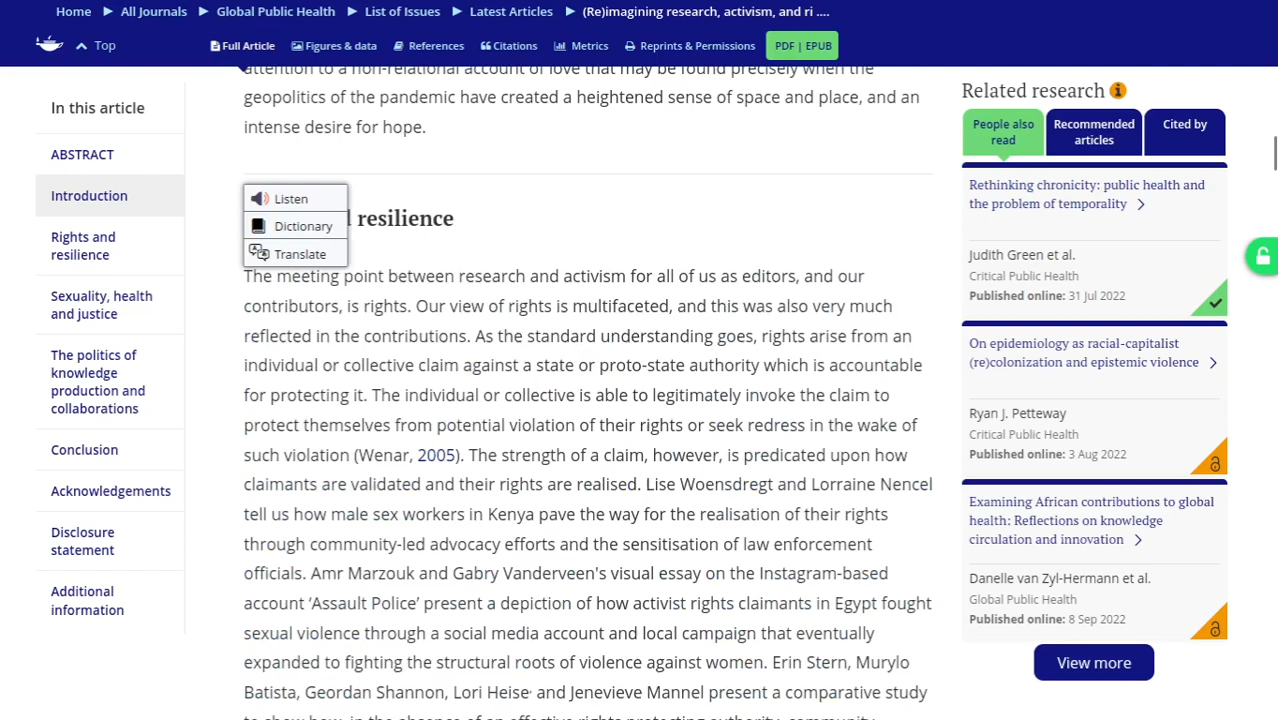 Home ▶ All Journals ▶ Global Public Health ▶ List of Issues ▶ Latest Articles ▶ (Re)imagining research, activism, and ri ....
Top
Full Article
Figures & data
References
Citations
Metrics
Reprints & Permissions
PDF | EPUB
In this article
ABSTRACT
Introduction
Rights and
resilience
Sexuality, health
and justice
The politics of
knowledge
production and
collaborations
Conclusion
Acknowledgements
Disclosure
statement
Additional
information
attention to a non-relational account of love that may be found precisely when the
geopolitics of the pandemic have created a heightened sense of space and place, and an
intense desire for hope.
Listen
Dictionary
Translate
resilience
The meeting point between research and activism for all of us as editors, and our
contributors, is rights. Our view of rights is multifaceted, and this was also very much
reflected in the contributions. As the standard understanding goes, rights arise from an
individual or collective claim against a state or proto-state authority which is accountable
for protecting it. The individual or collective is able to legitimately invoke the claim to
protect themselves from potential violation of their rights or seek redress in the wake of
such violation (Wenar, 2005). The strength of a claim, however, is predicated upon how
claimants are validated and their rights are realised. Lise Woensdregt and Lorraine Nencel
tell us how male sex workers in Kenya pave the way for the realisation of their rights
through community-led advocacy efforts and the sensitisation of law enforcement
officials. Amr Marzouk and Gabry Vanderveen's visual essay on the Instagram-based
account ‘Assault Police’ present a depiction of how activist rights claimants in Egypt fought
sexual violence through a social media account and local campaign that eventually
expanded to fighting the structural roots of violence against women. Erin Stern, Murylo
Batista, Geordan Shannon, Lori Heise and Jenevieve Mannel present a comparative study
to show how, in the absence of an effective rights protecting authority, community
Related research
People also
read
Recommended
articles
Cited by
Rethinking chronicity: public health and
the problem of temporality
Judith Green et al.
Critical Public Health
Published online: 31 Jul 2022
On epidemiology as racial-capitalist
(re)colonization and epistemic violence
Ryan J. Petteway
Critical Public Health
Published online: 3 Aug 2022
Examining African contributions to global
health: Reflections on knowledge
circulation and innovation
Danelle van Zyl-Hermann et al.
Global Public Health
Published online: 8 Sep 2022
View more